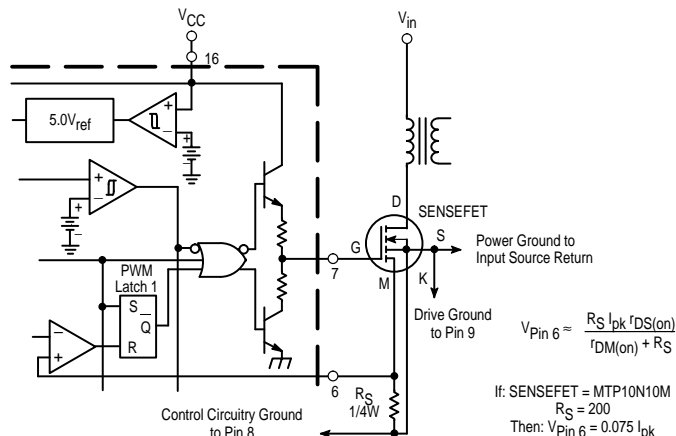 VCC
Vin
16
5.0Vref
+
–
+
+
–
+
D
SENSEFET
S
G
7
M
K
Power Ground to
Input Source Return
Drive Ground
to Pin 9
PWM
Latch 1
S
Q
R
–
+
6
RS
1/4W
Control Circuitry Ground
to Pin 8
VPin 6 ≈ RS Ipk rDS(on)
rDM(on) + RS
If: SENSEFET = MTP10N10M
RS = 200
Then: VPin 6 = 0.075 Ipk